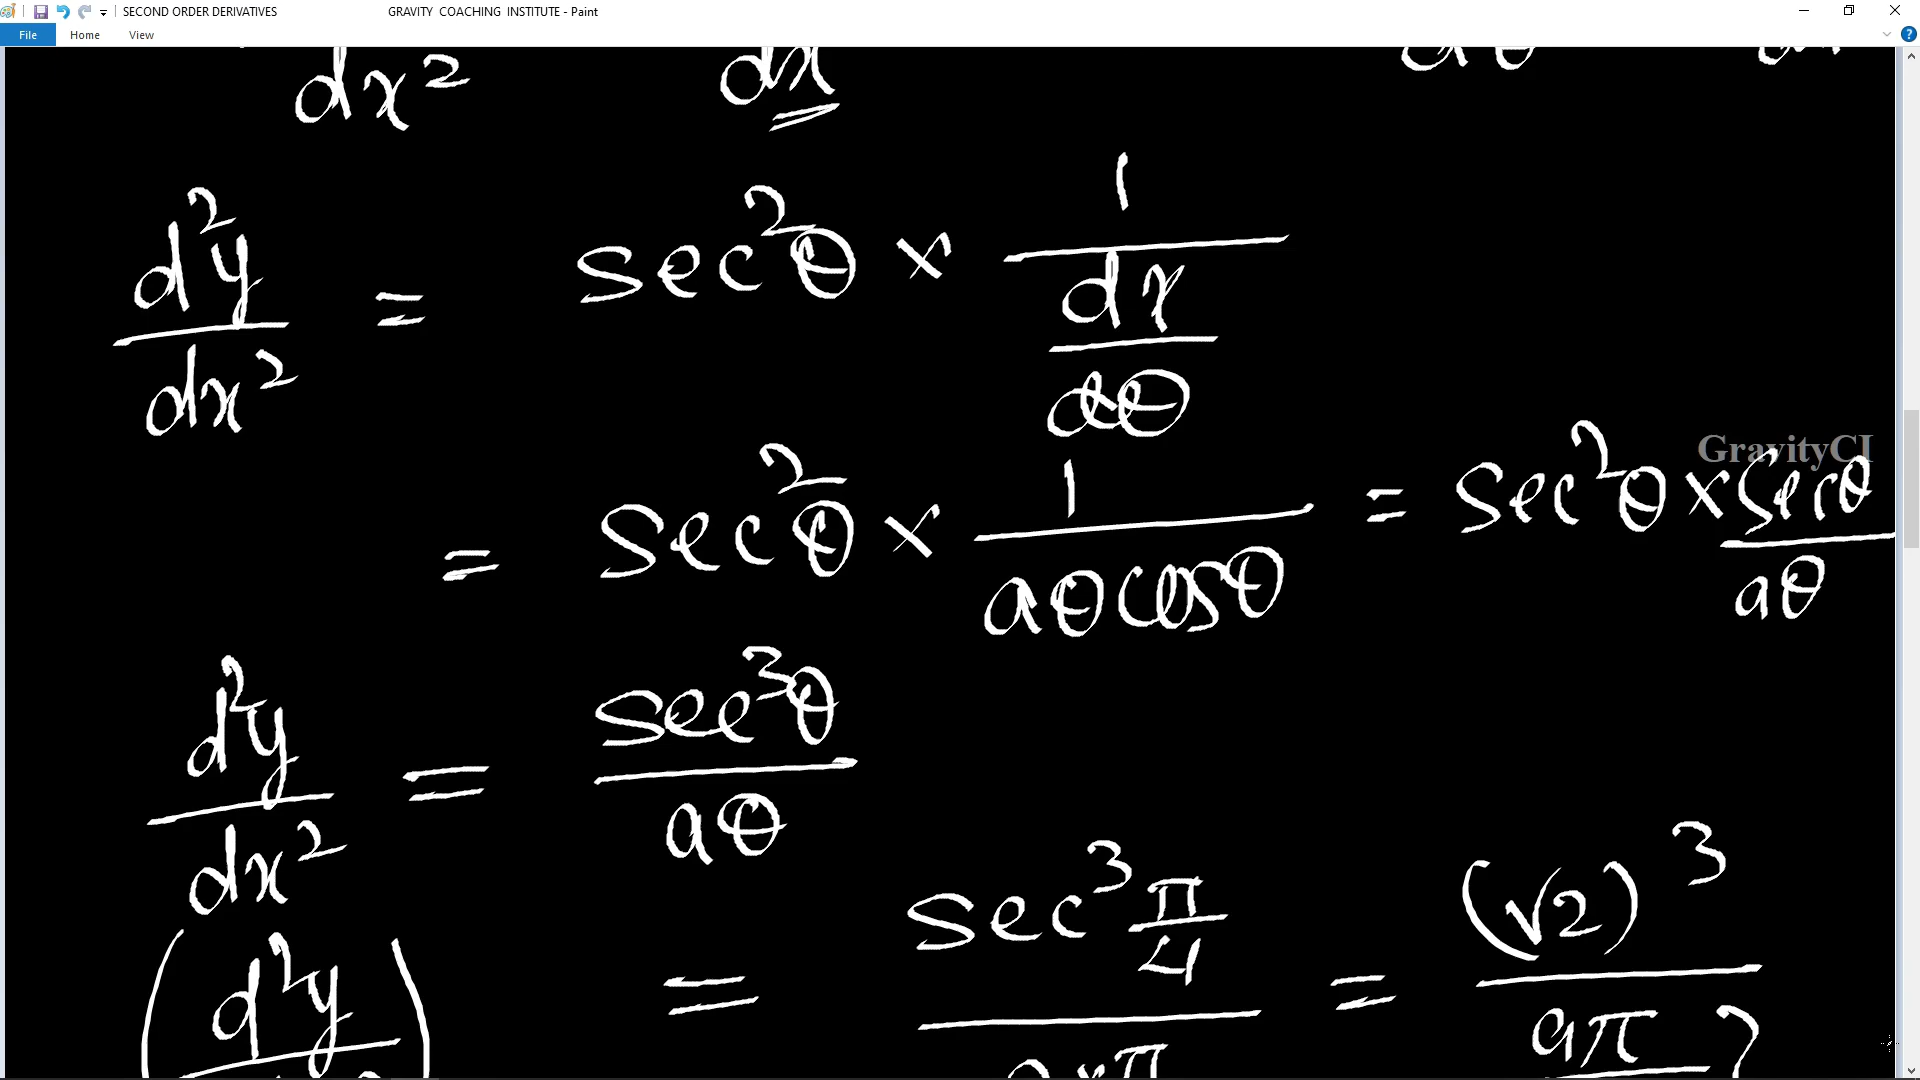 SECOND ORDER DERIVATIVES GRAVITY COACHING INSTITUTE - Paint
File Home View
dx² dx
d²y/dx² = sec²θ × 1/(dx/dθ)
GravityCI
= sec²θ × 1/(aθcosθ) = sec²θ × secθ/aθ
d²y/dx² = sec³θ/aθ
(d²y = sec³ π/4 / a×π = (√2)³ / aπ